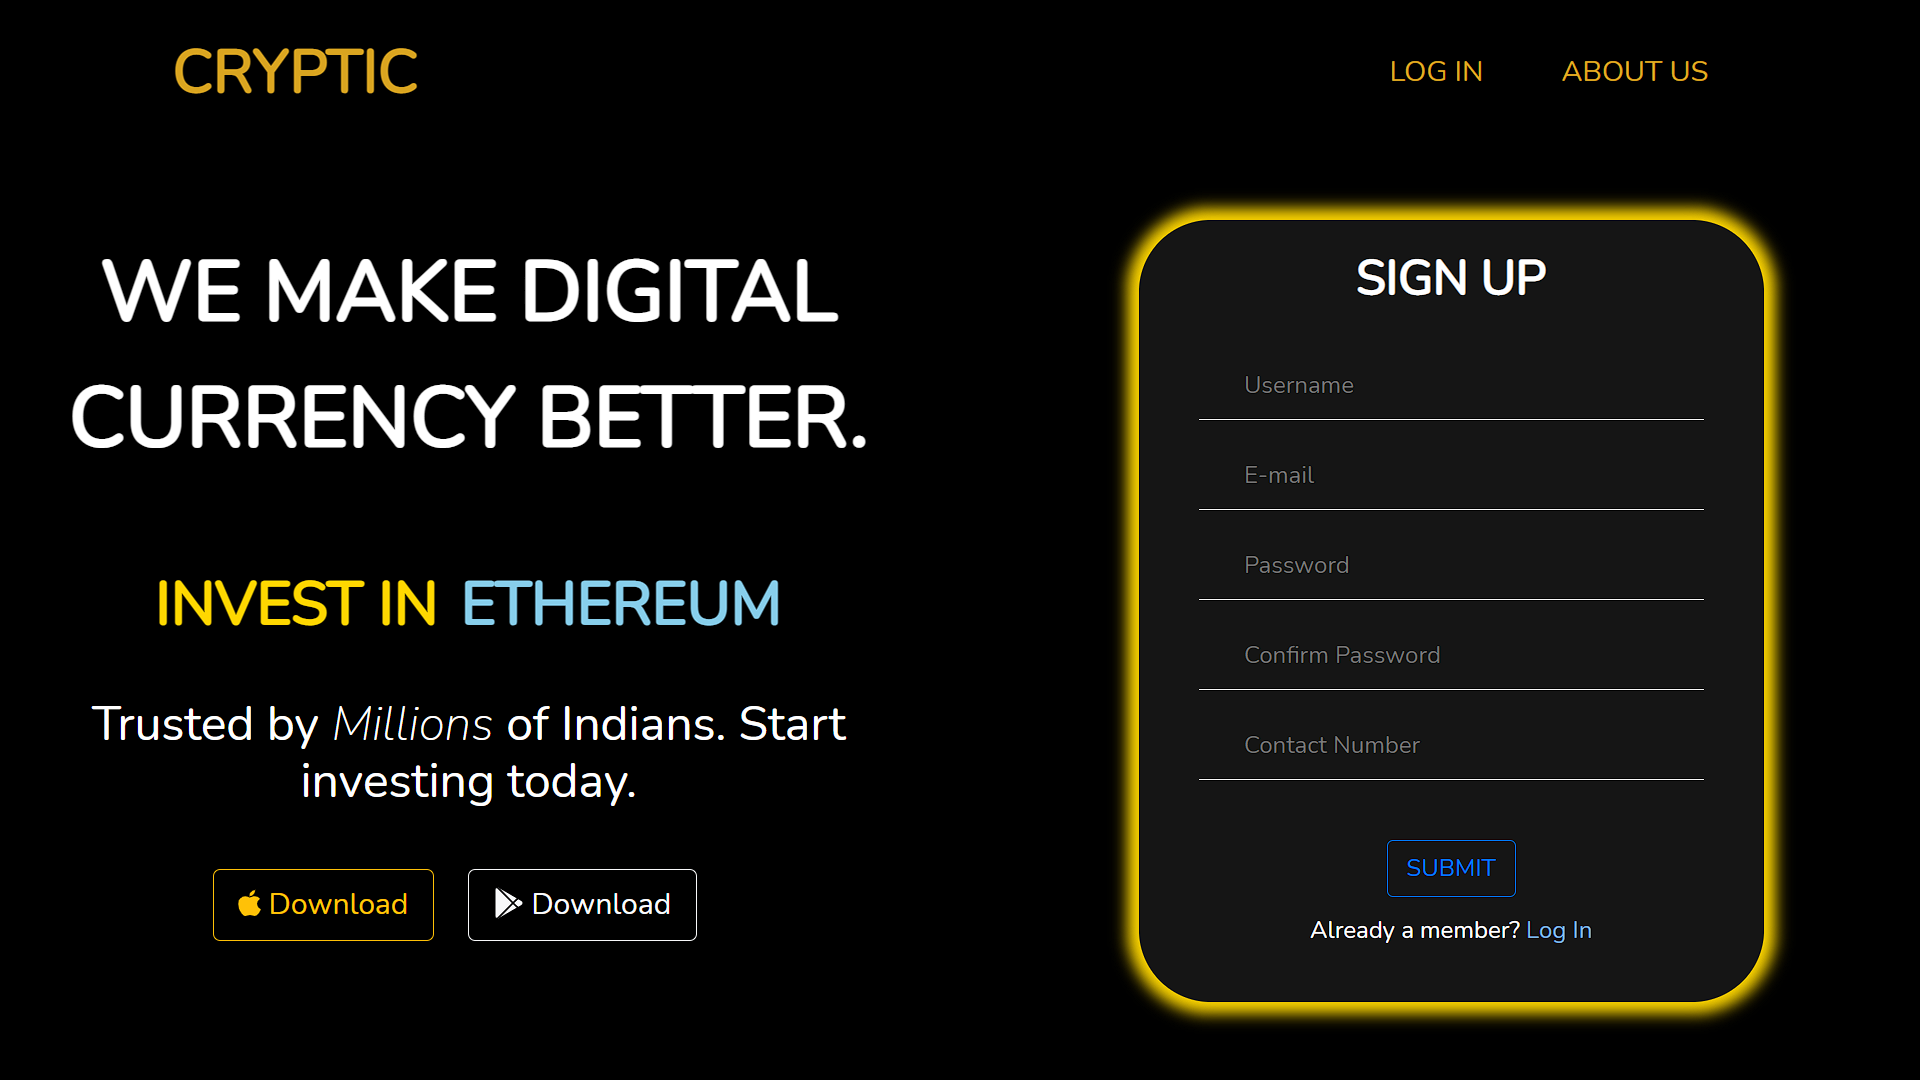 CRYPTIC
LOG IN
ABOUT US
WE MAKE DIGITAL
CURRENCY BETTER.
INVEST IN ETHEREUM
Trusted by Millions of Indians. Start
investing today.
Download
Download
SIGN UP
Username
E-mail
Password
Confirm Password
Contact Number
SUBMIT
Already a member? Log In